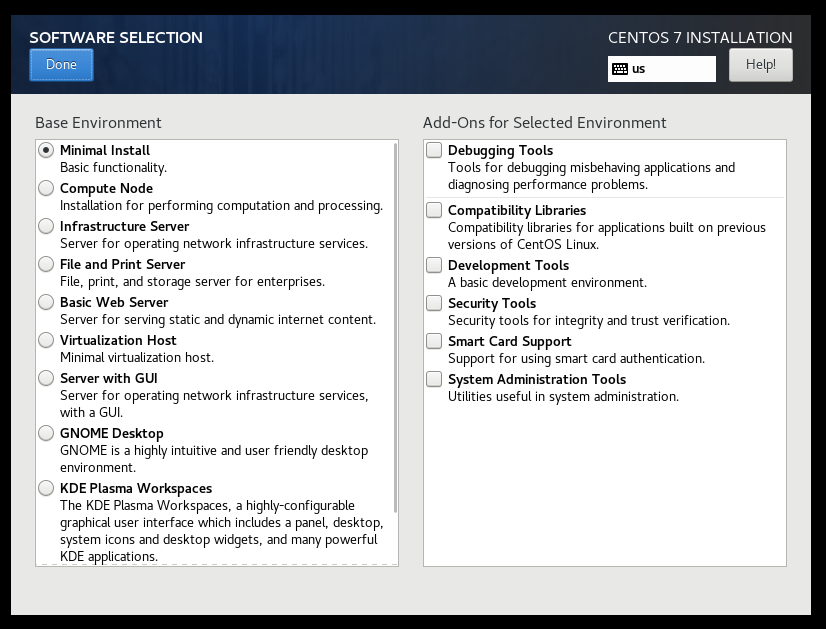 SOFTWARE SELECTION
CENTOS 7 INSTALLATION
Done
us
Help!
Base Environment
Minimal Install
Basic functionality.
Compute Node
Installation for performing computation and processing.
Infrastructure Server
Server for operating network infrastructure services.
File and Print Server
File, print, and storage server for enterprises.
Basic Web Server
Server for serving static and dynamic internet content.
Virtualization Host
Minimal virtualization host.
Server with GUI
Server for operating network infrastructure services,
with a GUI.
GNOME Desktop
GNOME is a highly intuitive and user friendly desktop
environment.
KDE Plasma Workspaces
The KDE Plasma Workspaces, a highly-configurable
graphical user interface which includes a panel, desktop,
system icons and desktop widgets, and many powerful
KDE applications.
Add-Ons for Selected Environment
Debugging Tools
Tools for debugging misbehaving applications and
diagnosing performance problems.
Compatibility Libraries
Compatibility libraries for applications built on previous
versions of CentOS Linux.
Development Tools
A basic development environment.
Security Tools
Security tools for integrity and trust verification.
Smart Card Support
Support for using smart card authentication.
System Administration Tools
Utilities useful in system administration.